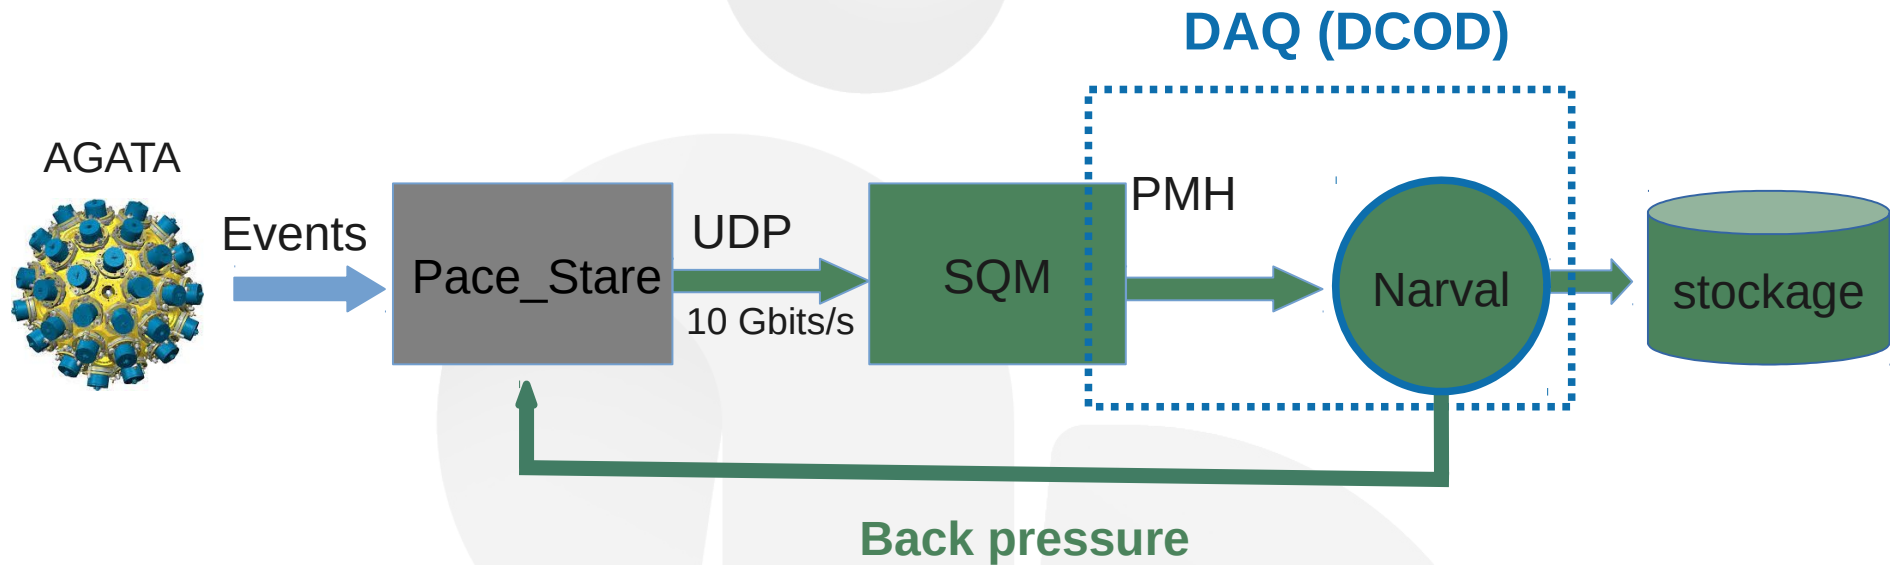 DAQ (DCOD)
AGATA
Events
Pace_Stare
UDP
10 Gbits/s
SQM
PMH
Narval
stockage
Back pressure